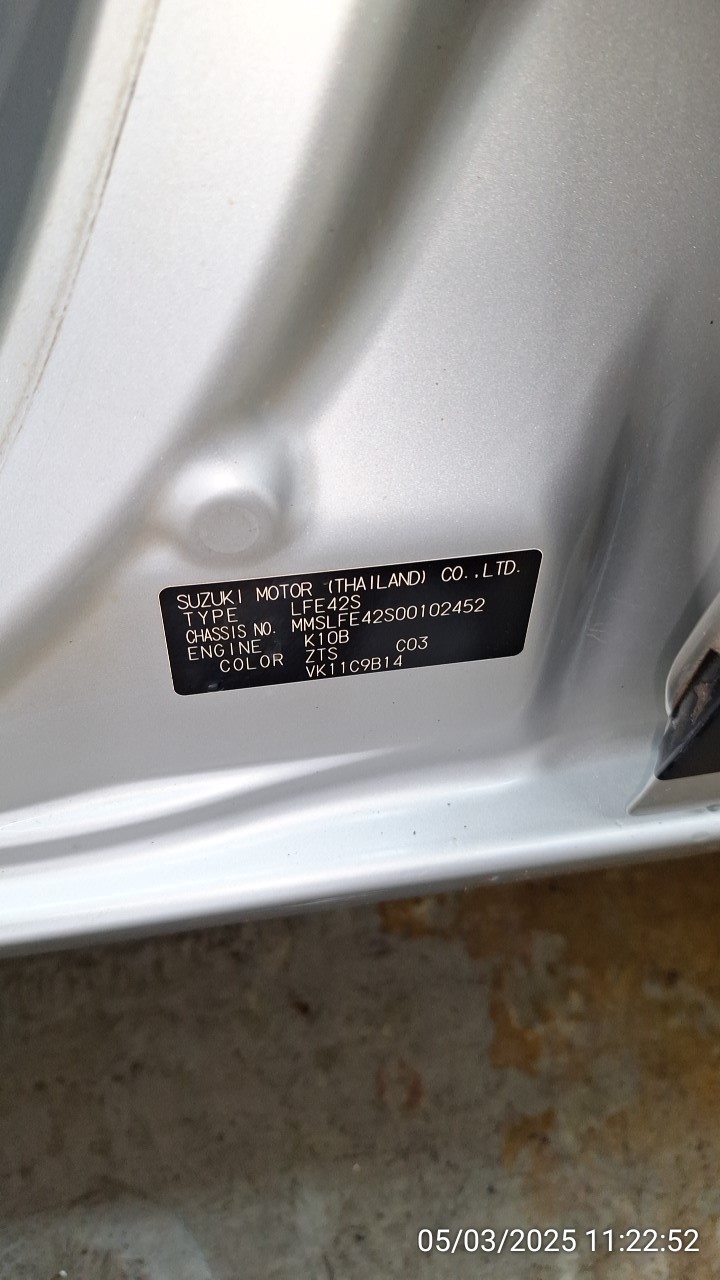 SUZUKI MOTOR (THAILAND) CO.,LTD.
TYPE LFE42S
CHASSIS NO. MMSLFE42S00102452
ENGINE K10B
COLOR ZTS C03
VK11C9B14
05/03/2025 11:22:52